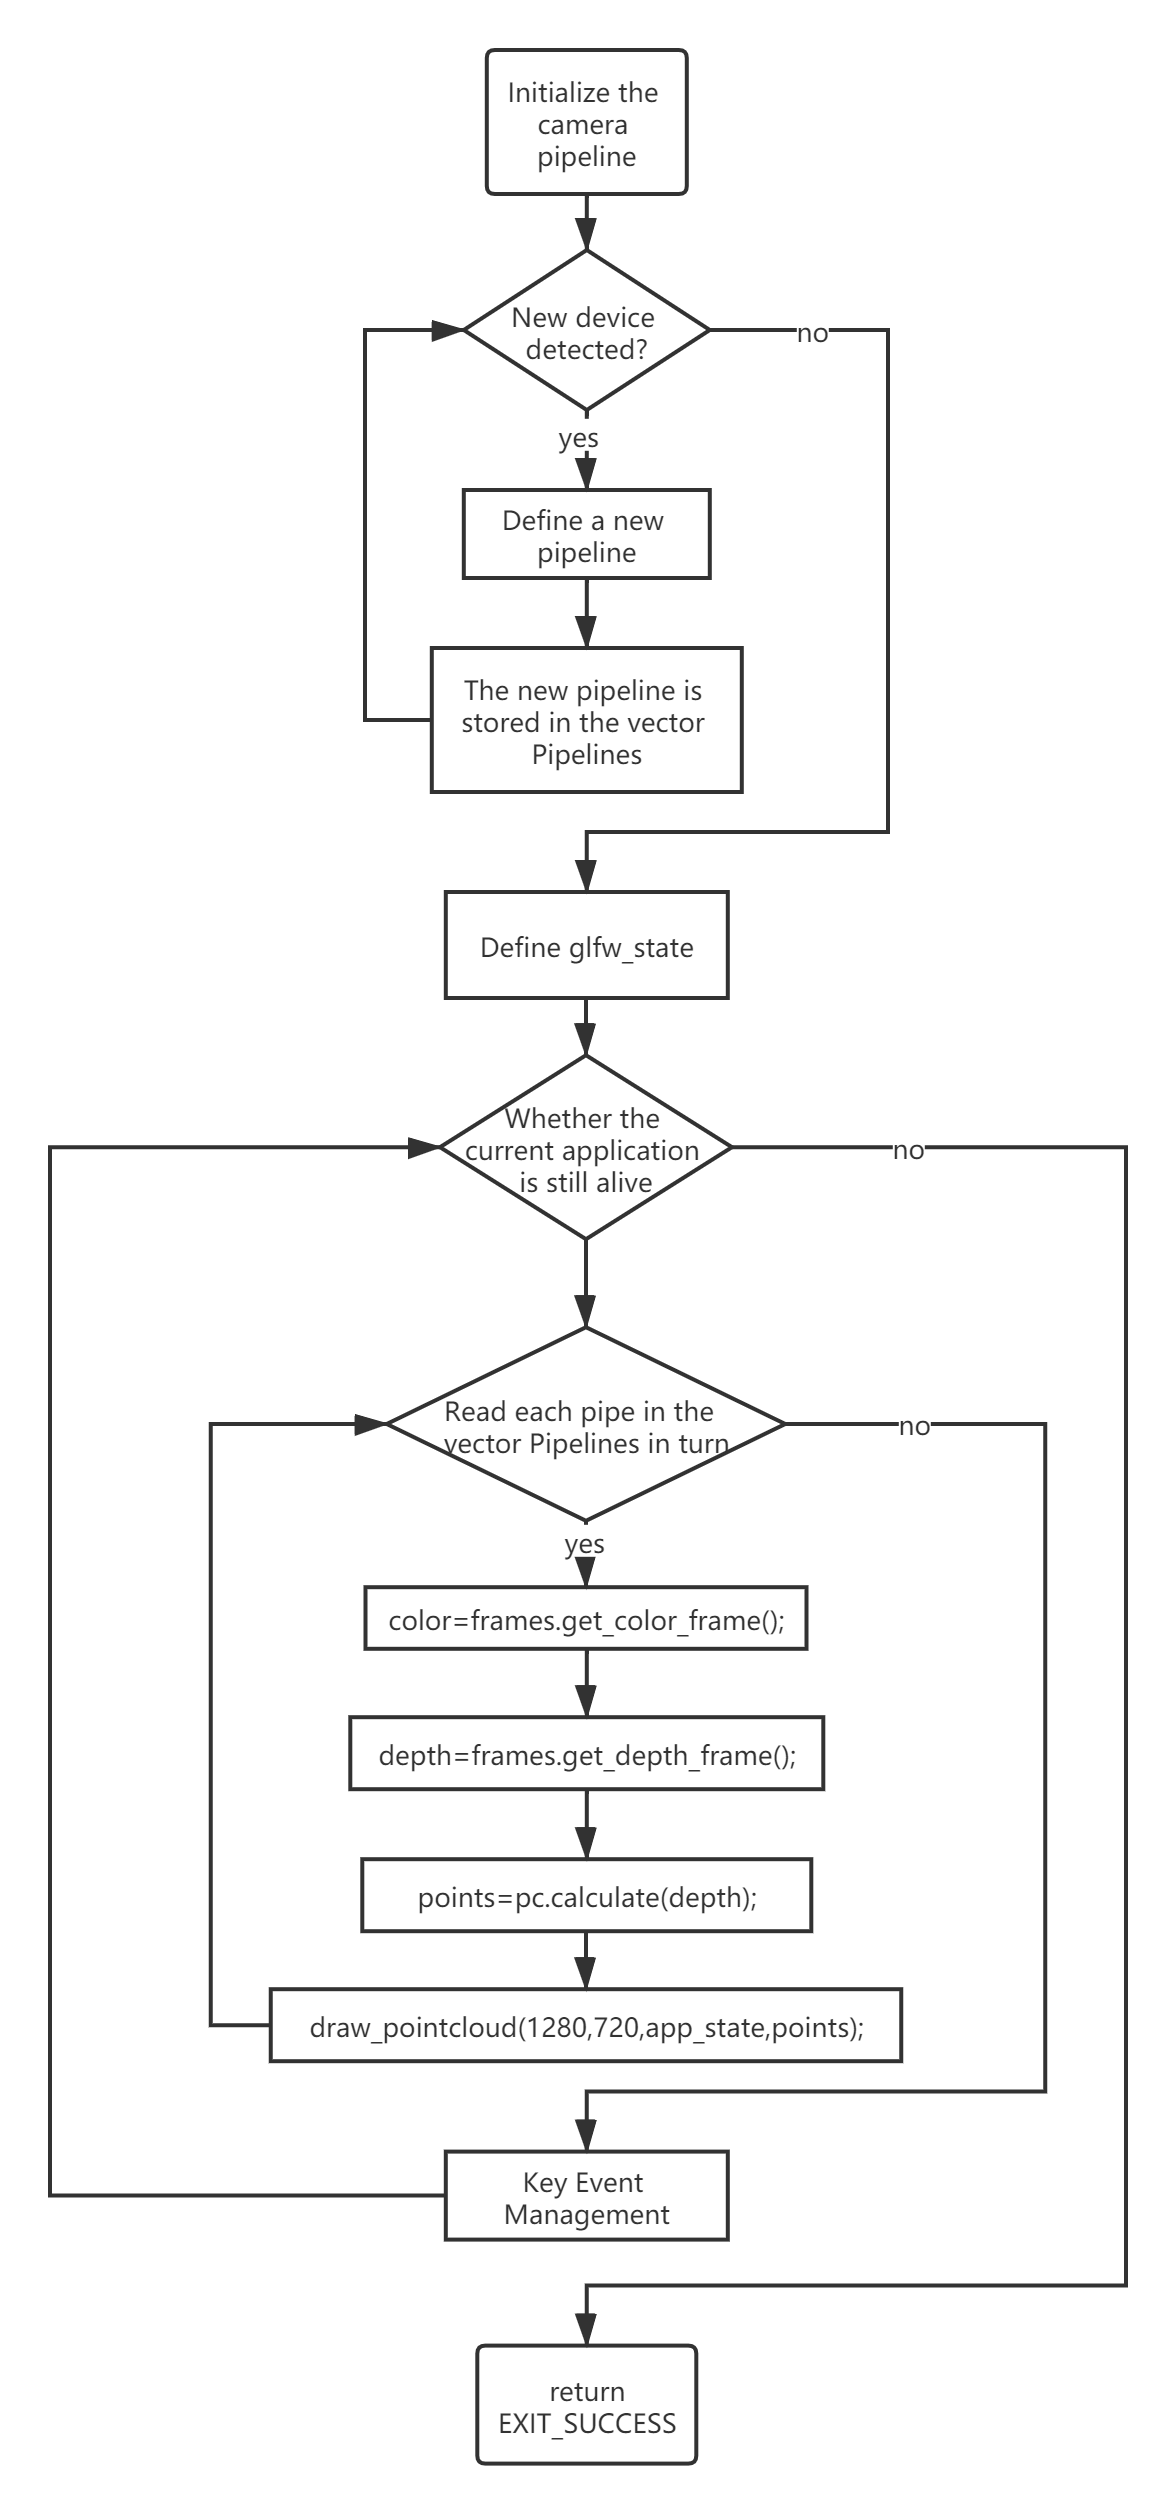 Initialize the
camera
pipeline
New device
detected?
no
yes
Define a new
pipeline
The new pipeline is
stored in the vector
Pipelines
Define glfw_state
Whether the
current application
is still alive
no
Read each pipe in the
vector Pipelines in turn
no
yes
color=frames.get_color_frame();
depth=frames.get_depth_frame();
points=pc.calculate(depth);
draw_pointcloud(1280,720,app_state,points);
Key Event
Management
return
EXIT_SUCCESS